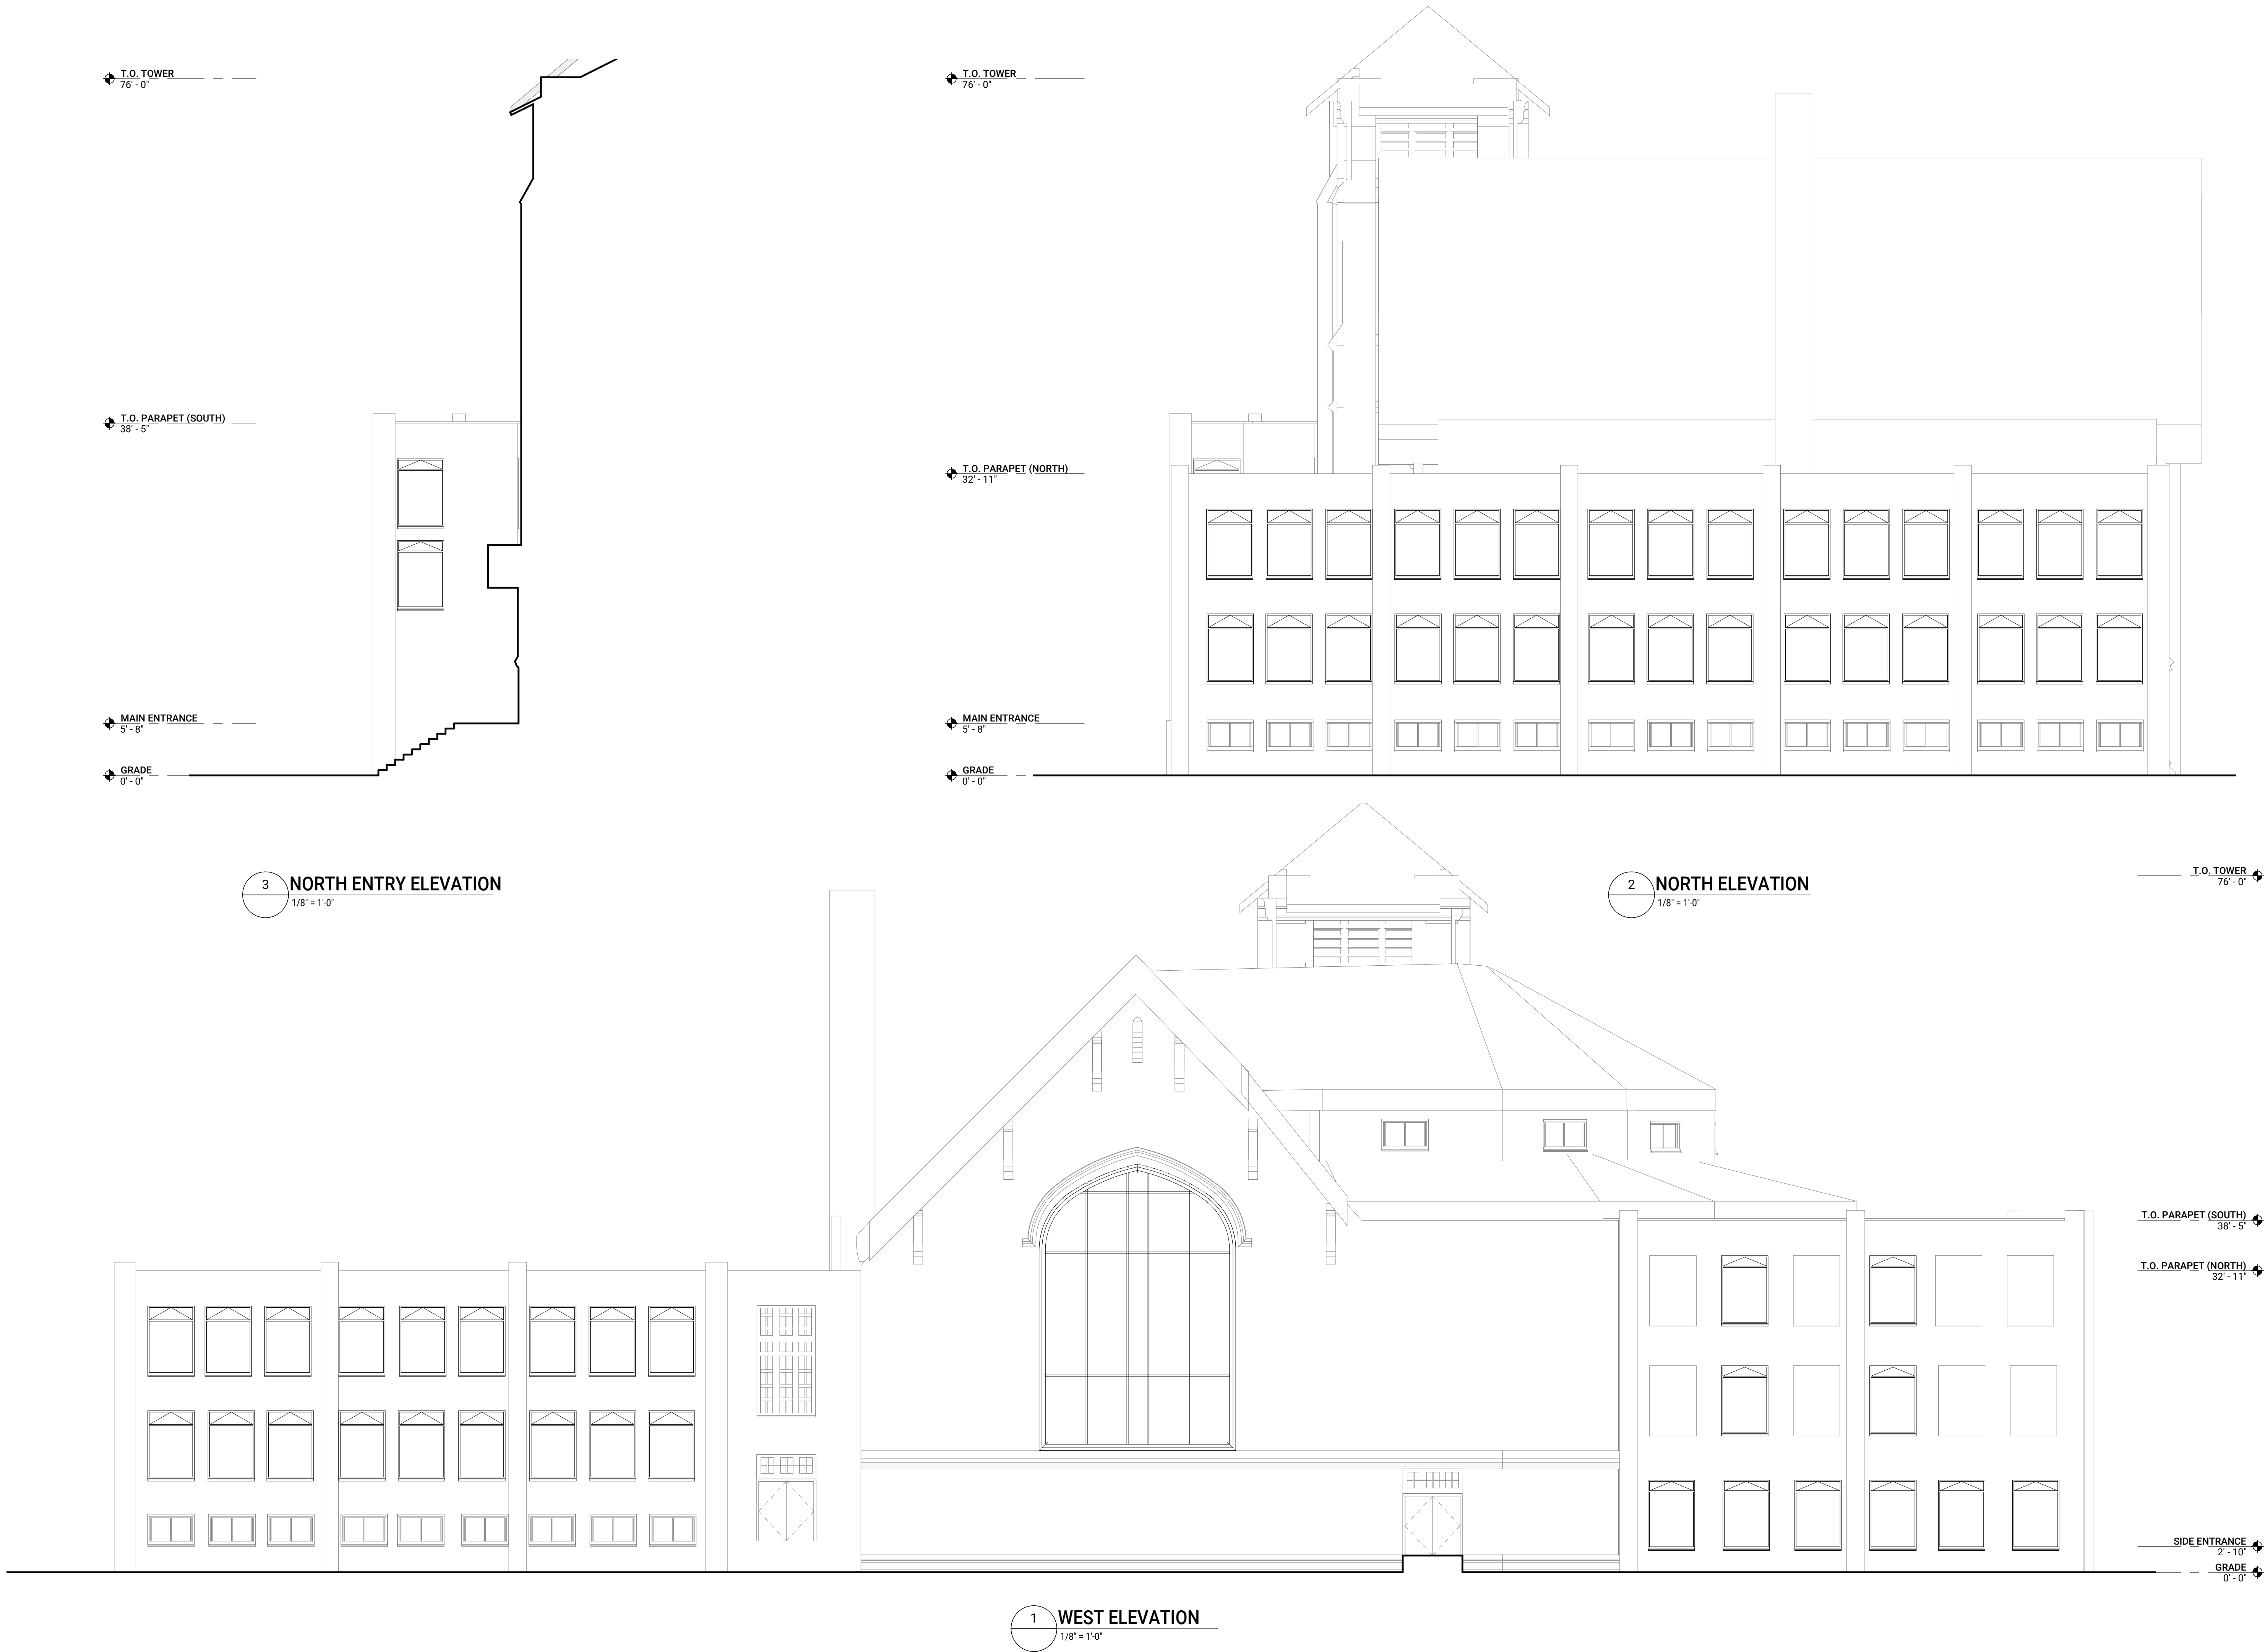 T.O. TOWER
76' - 0"
T.O. PARAPET (SOUTH)
38' - 5"
MAIN ENTRANCE
5' - 8"
GRADE
0' - 0"
3
NORTH ENTRY ELEVATION
1/8" = 1'-0"
T.O. TOWER
76' - 0"
T.O. PARAPET (NORTH)
32' - 11"
MAIN ENTRANCE
5' - 8"
GRADE
0' - 0"
2
NORTH ELEVATION
1/8" = 1'-0"
T.O. TOWER
76' - 0"
T.O. PARAPET (SOUTH)
38' - 5"
T.O. PARAPET (NORTH)
32' - 11"
SIDE ENTRANCE
2' - 10"
GRADE
0' - 0"
1
WEST ELEVATION
1/8" = 1'-0"